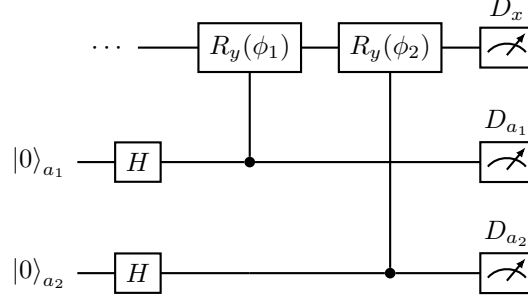 D_x
⋯ R_y(ϕ_1) R_y(ϕ_2)
D_{a_1}
|0⟩_{a_1} H
D_{a_2}
|0⟩_{a_2} H